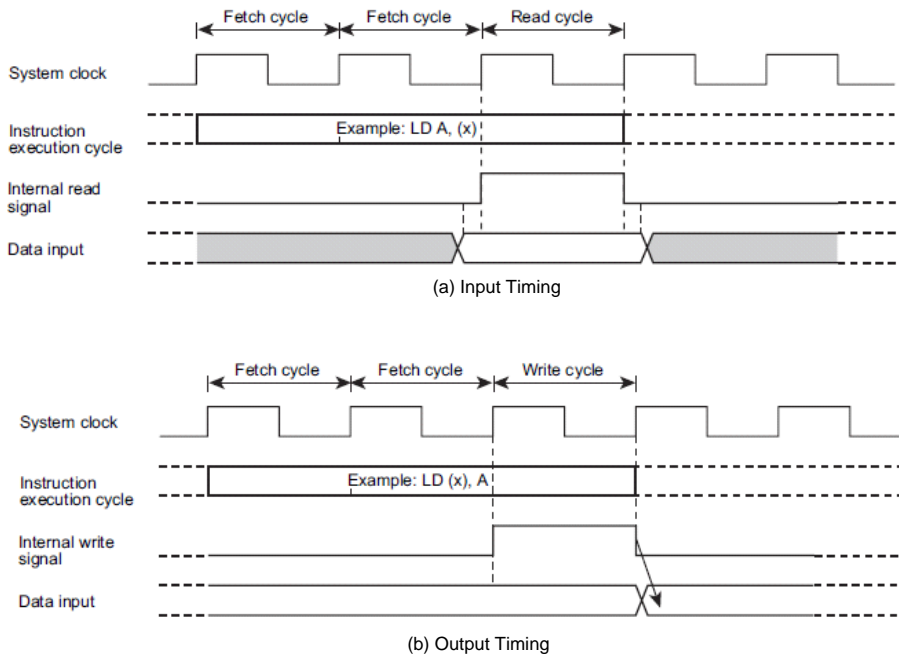 Fetch cycle Fetch cycle Read cycle
System clock
Instruction
execution cycle
Example: LD A, (x)
Internal read
signal
Data input
(a) Input Timing
Fetch cycle Fetch cycle Write cycle
System clock
Instruction
execution cycle
Example: LD (x), A
Internal write
signal
Data input
(b) Output Timing